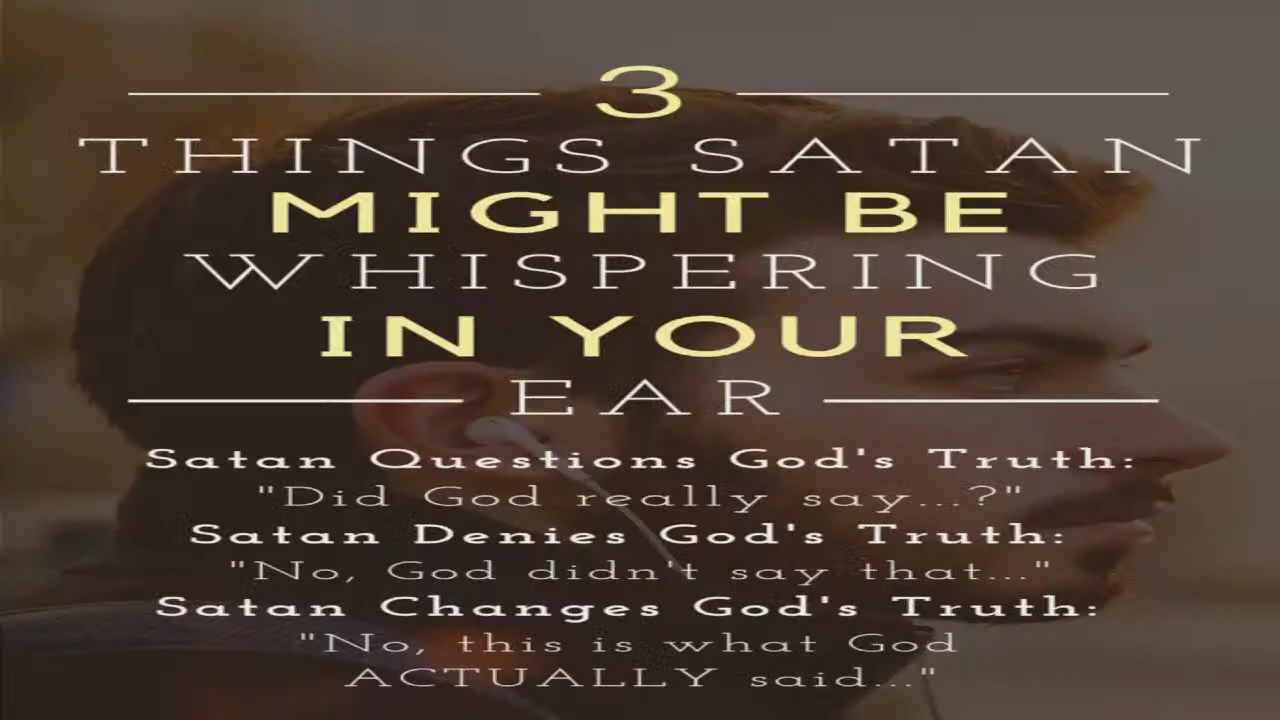 3
THINGS SATAN
MIGHT BE
WHISPERING
IN YOUR
EAR
Satan Questions God's Truth:
"Did God really say...?"
Satan Denies God's Truth:
"No, God didn't say that..."
Satan Changes God's Truth:
"No, this is what God
ACTUALLY said..."